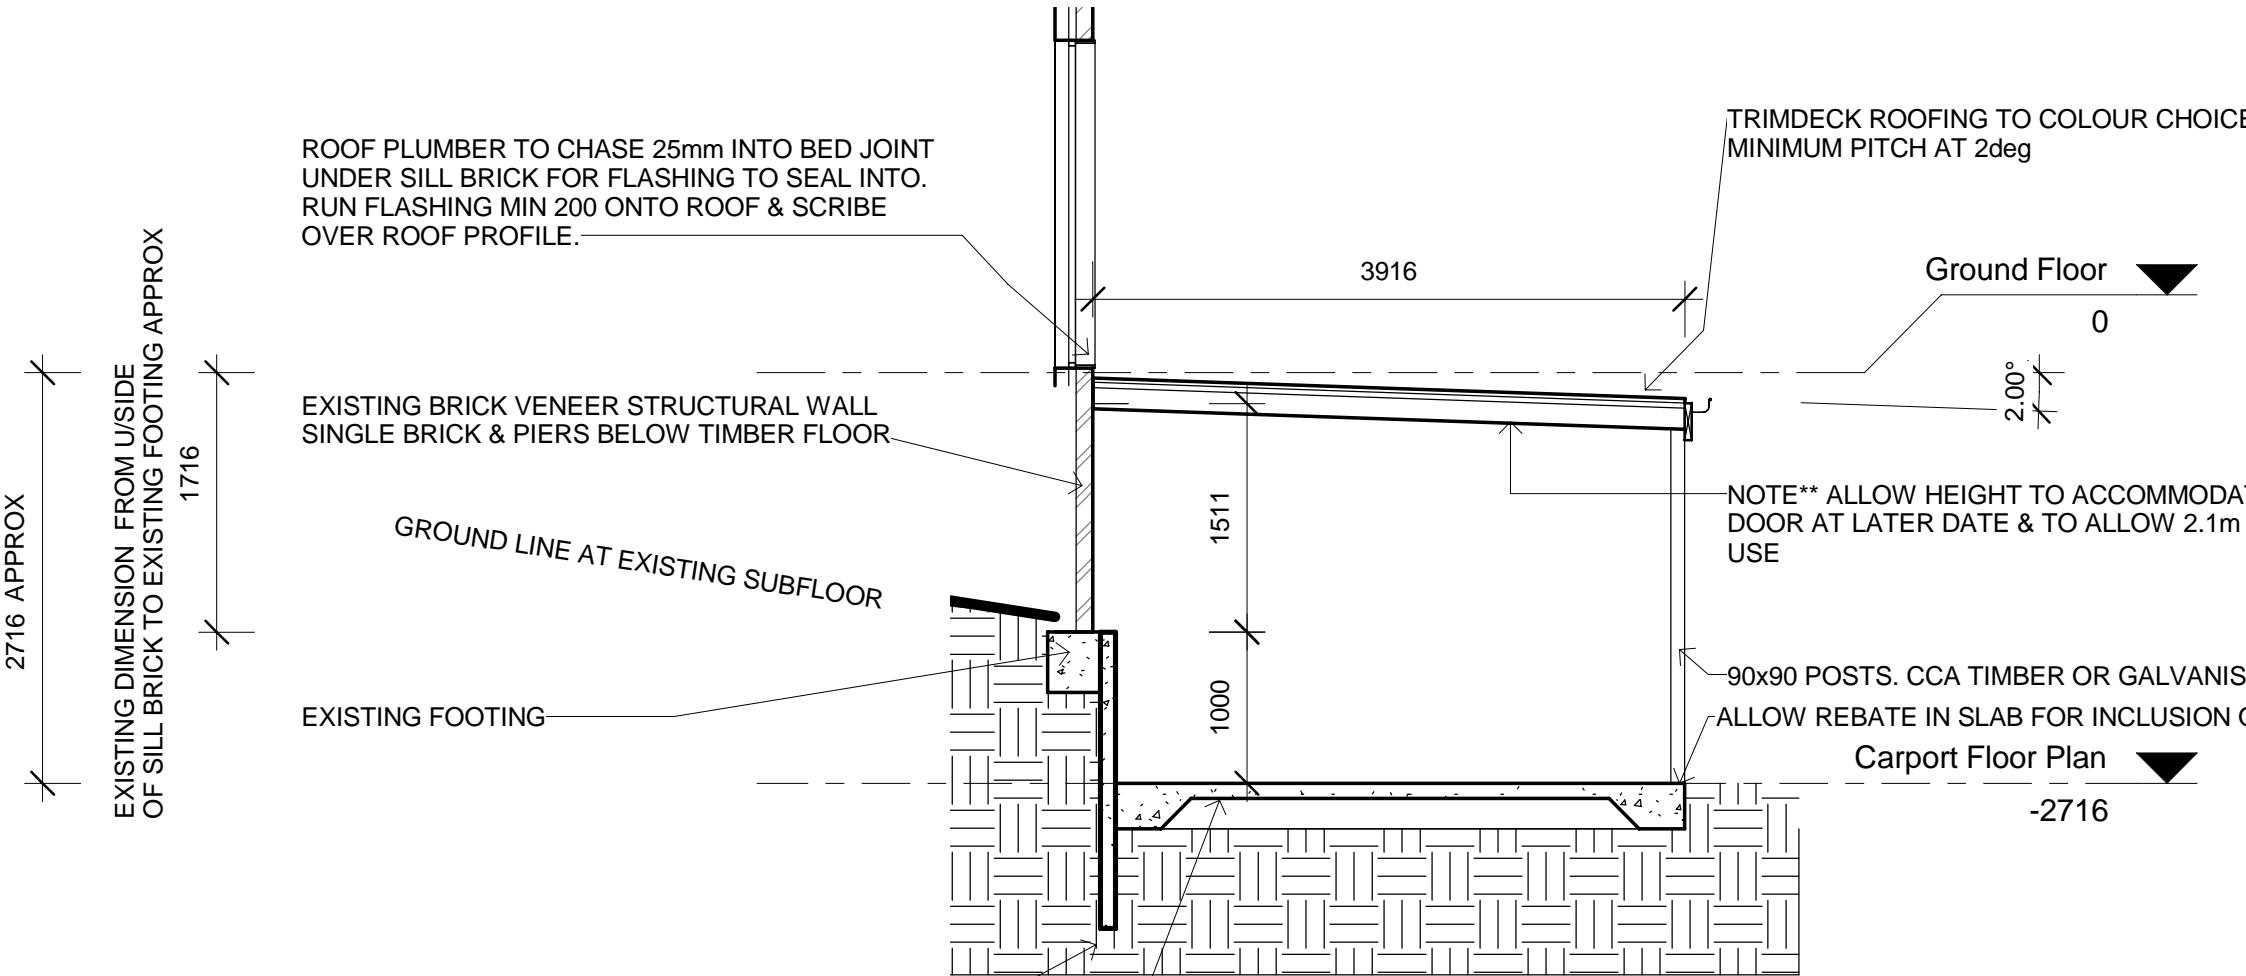 ROOF PLUMBER TO CHASE 25mm INTO BED JOINT
UNDER SILL BRICK FOR FLASHING TO SEAL INTO.
RUN FLASHING MIN 200 ONTO ROOF & SCRIBE
OVER ROOF PROFILE.
TRIMDECK ROOFING TO COLOUR CHOICE
MINIMUM PITCH AT 2deg
3916
Ground Floor
0
2.00°
2716 APPROX
EXISTING DIMENSION FROM U/SIDE
OF SILL BRICK TO EXISTING FOOTING APPROX
1716
EXISTING BRICK VENEER STRUCTURAL WALL
SINGLE BRICK & PIERS BELOW TIMBER FLOOR
GROUND LINE AT EXISTING SUBFLOOR
1511
NOTE** ALLOW HEIGHT TO ACCOMMODAT
DOOR AT LATER DATE & TO ALLOW 2.1m
USE
EXISTING FOOTING
1000
90x90 POSTS. CCA TIMBER OR GALVANIS
ALLOW REBATE IN SLAB FOR INCLUSION
Carport Floor Plan
-2716